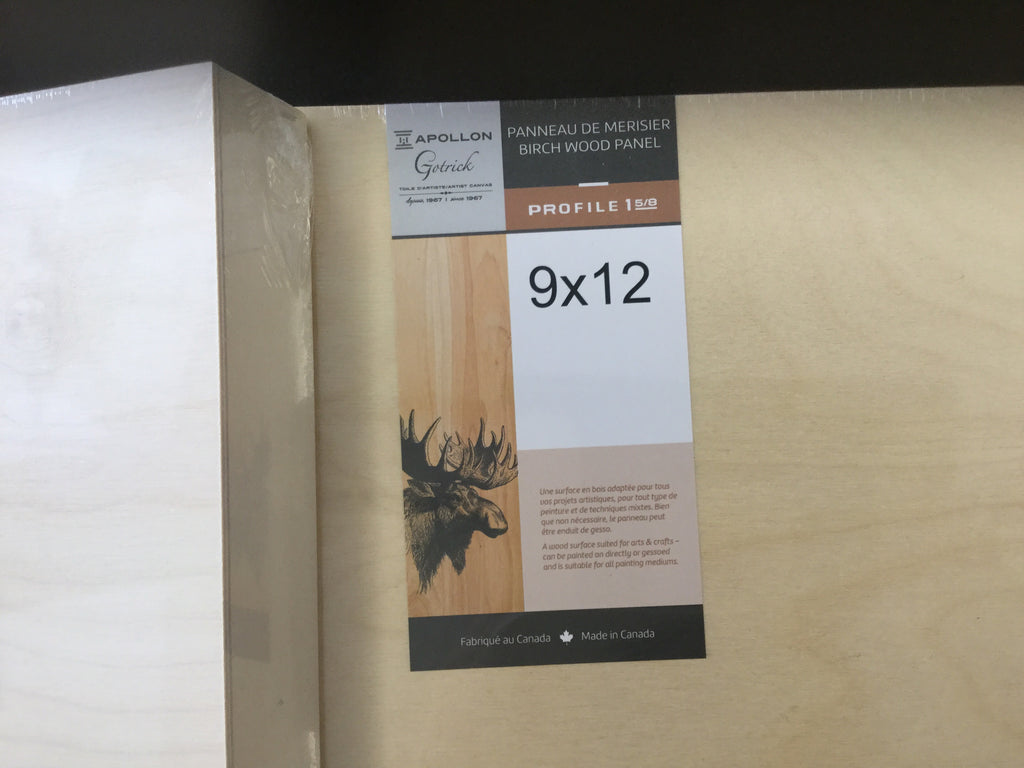 APOLLON
Gotrick
TOILE D'ARTISTE/ARTIST CANVAS
depuis 1967 | since 1967
PANNEAU DE MERISIER
BIRCH WOOD PANEL
PROFILE 1 5/8
9x12
Une surface en bois adaptée pour tous
vos projets artistiques, pour tout type de
peinture et de techniques mixtes. Bien
que non nécessaire, le panneau peut
être enduit de gesso.
A wood surface suited for arts & crafts –
can be painted on directly or gessoed
and is suitable for all painting mediums.
Fabriqué au Canada Made in Canada